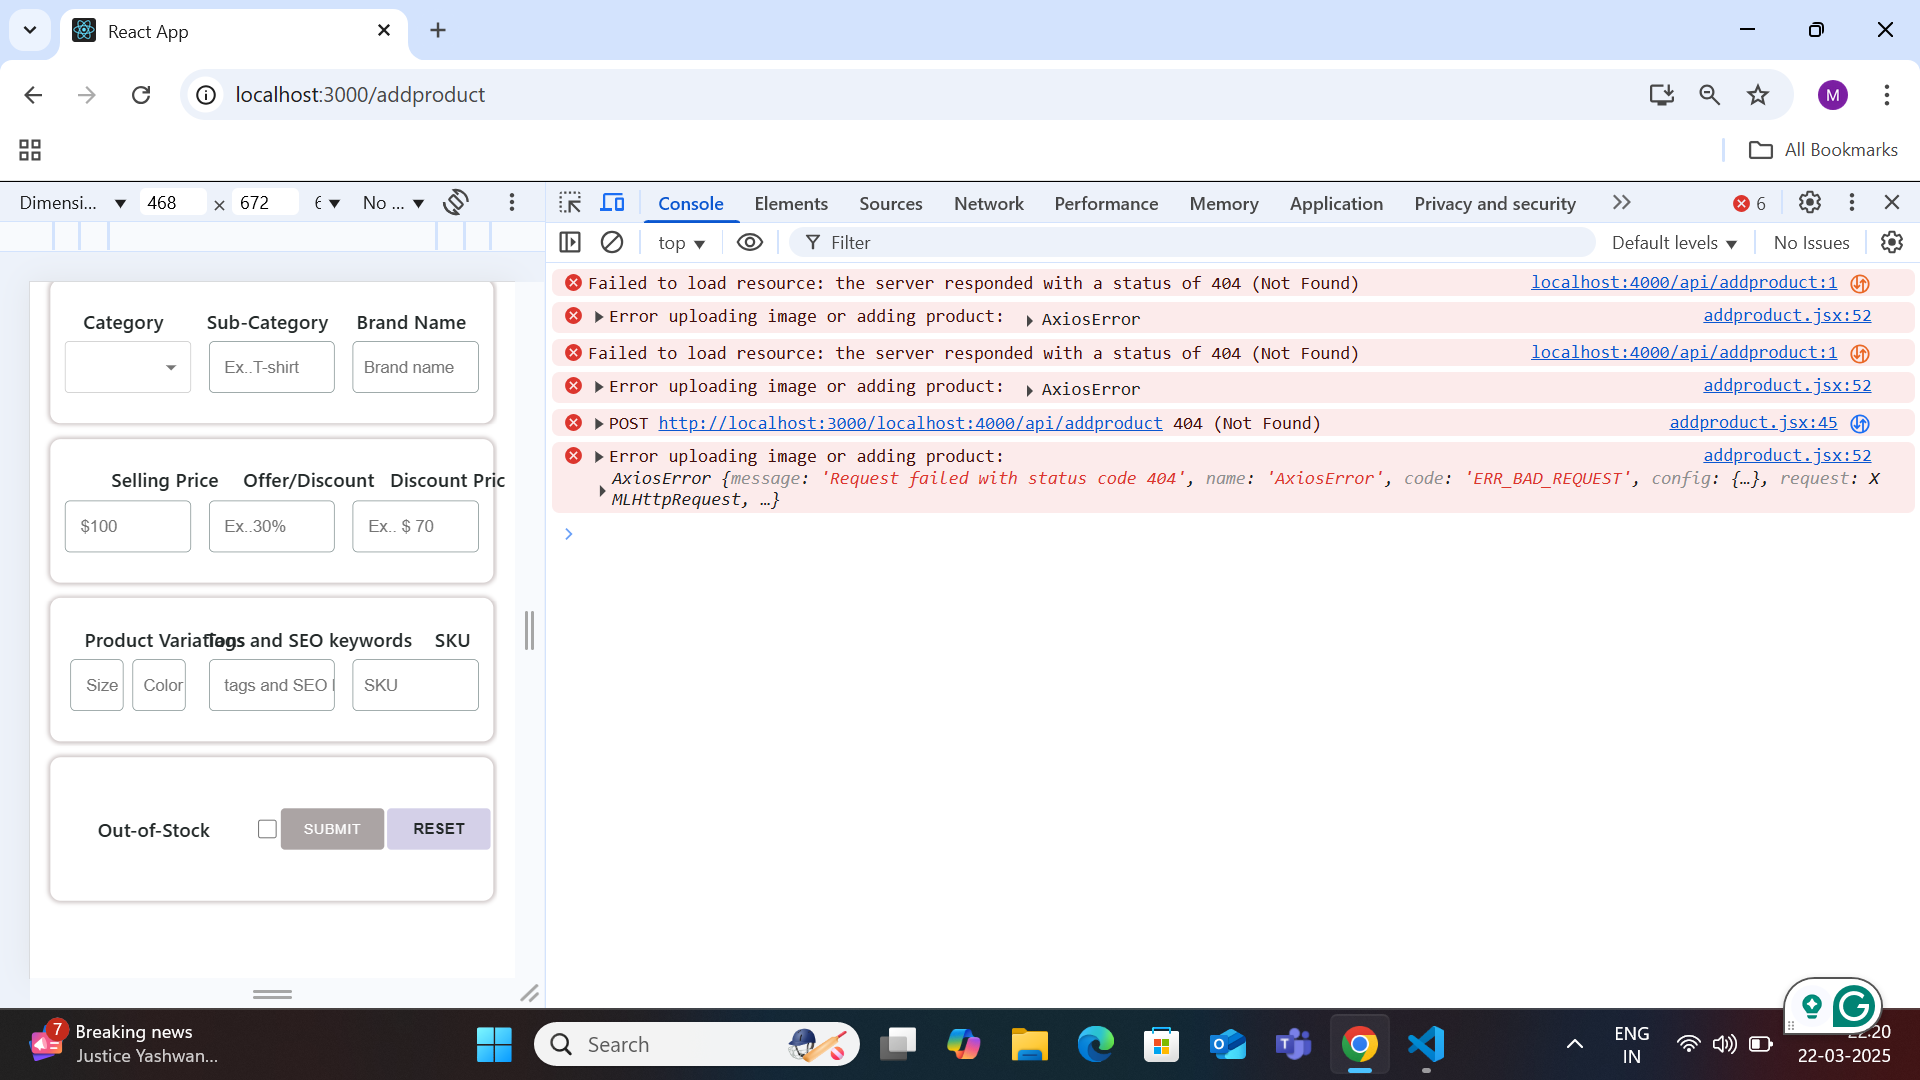 React App
localhost:3000/addproduct
M
All Bookmarks
Dimensi... 468 × 672 6 No ...
Console Elements Sources Network Performance Memory Application Privacy and security 6
top Filter Default levels No Issues
Failed to load resource: the server responded with a status of 404 (Not Found) localhost:4000/api/addproduct:1
Error uploading image or adding product: AxiosError addproduct.jsx:52
Failed to load resource: the server responded with a status of 404 (Not Found) localhost:4000/api/addproduct:1
Error uploading image or adding product: AxiosError addproduct.jsx:52
POST http://localhost:3000/localhost:4000/api/addproduct 404 (Not Found) addproduct.jsx:45
Error uploading image or adding product: addproduct.jsx:52
AxiosError {message: 'Request failed with status code 404', name: 'AxiosError', code: 'ERR_BAD_REQUEST', config: {…}, request: X
MLHttpRequest, …}
Category Sub-Category Brand Name
Ex..T-shirt Brand name
Selling Price Offer/Discount Discount Pric
$100 Ex..30% Ex.. $ 70
Product Variations Tags and SEO keywords SKU
Size Color tags and SEO SKU
Out-of-Stock SUBMIT RESET
7 Breaking news
Justice Yashwan...
Search
ENG
IN
22:20
22-03-2025